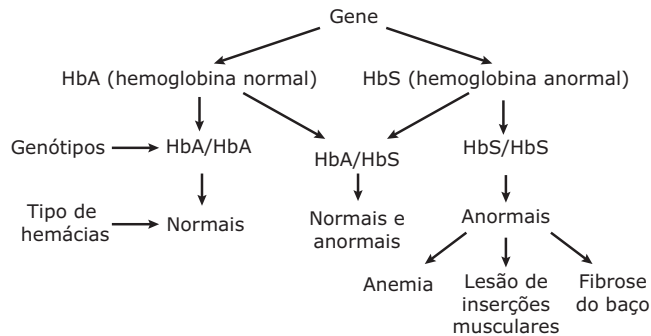 Gene
HbA (hemoglobina normal)
HbS (hemoglobina anormal)
Genótipos
HbA/HbA
HbA/HbS
HbS/HbS
Tipo de
hemácias
Normais
Normais e
anormais
Anormais
Anemia
Lesão de
inserções
musculares
Fibrose
do baço